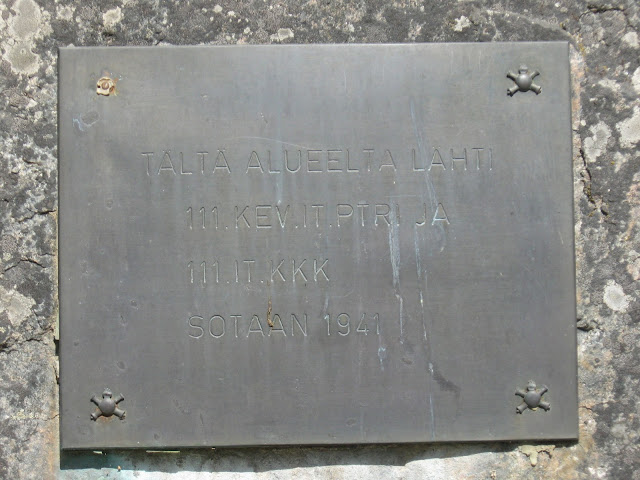 TÄLTÄ ALUEELTA LÄHTI
111.KEV.IT.PTRI JA
111.IT.KKK
SOTAAN 1941